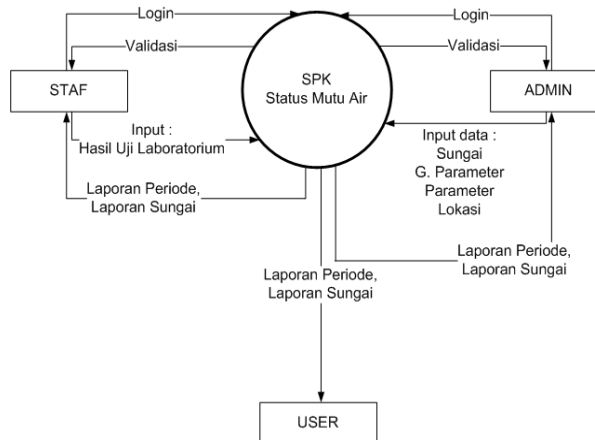 Login
Login
Validasi
Validasi
SPK
Status Mutu Air
STAF
ADMIN
Input :
Hasil Uji Laboratorium
Input data :
Sungai
G. Parameter
Parameter
Lokasi
Laporan Periode,
Laporan Sungai
Laporan Periode,
Laporan Sungai
Laporan Periode,
Laporan Sungai
USER